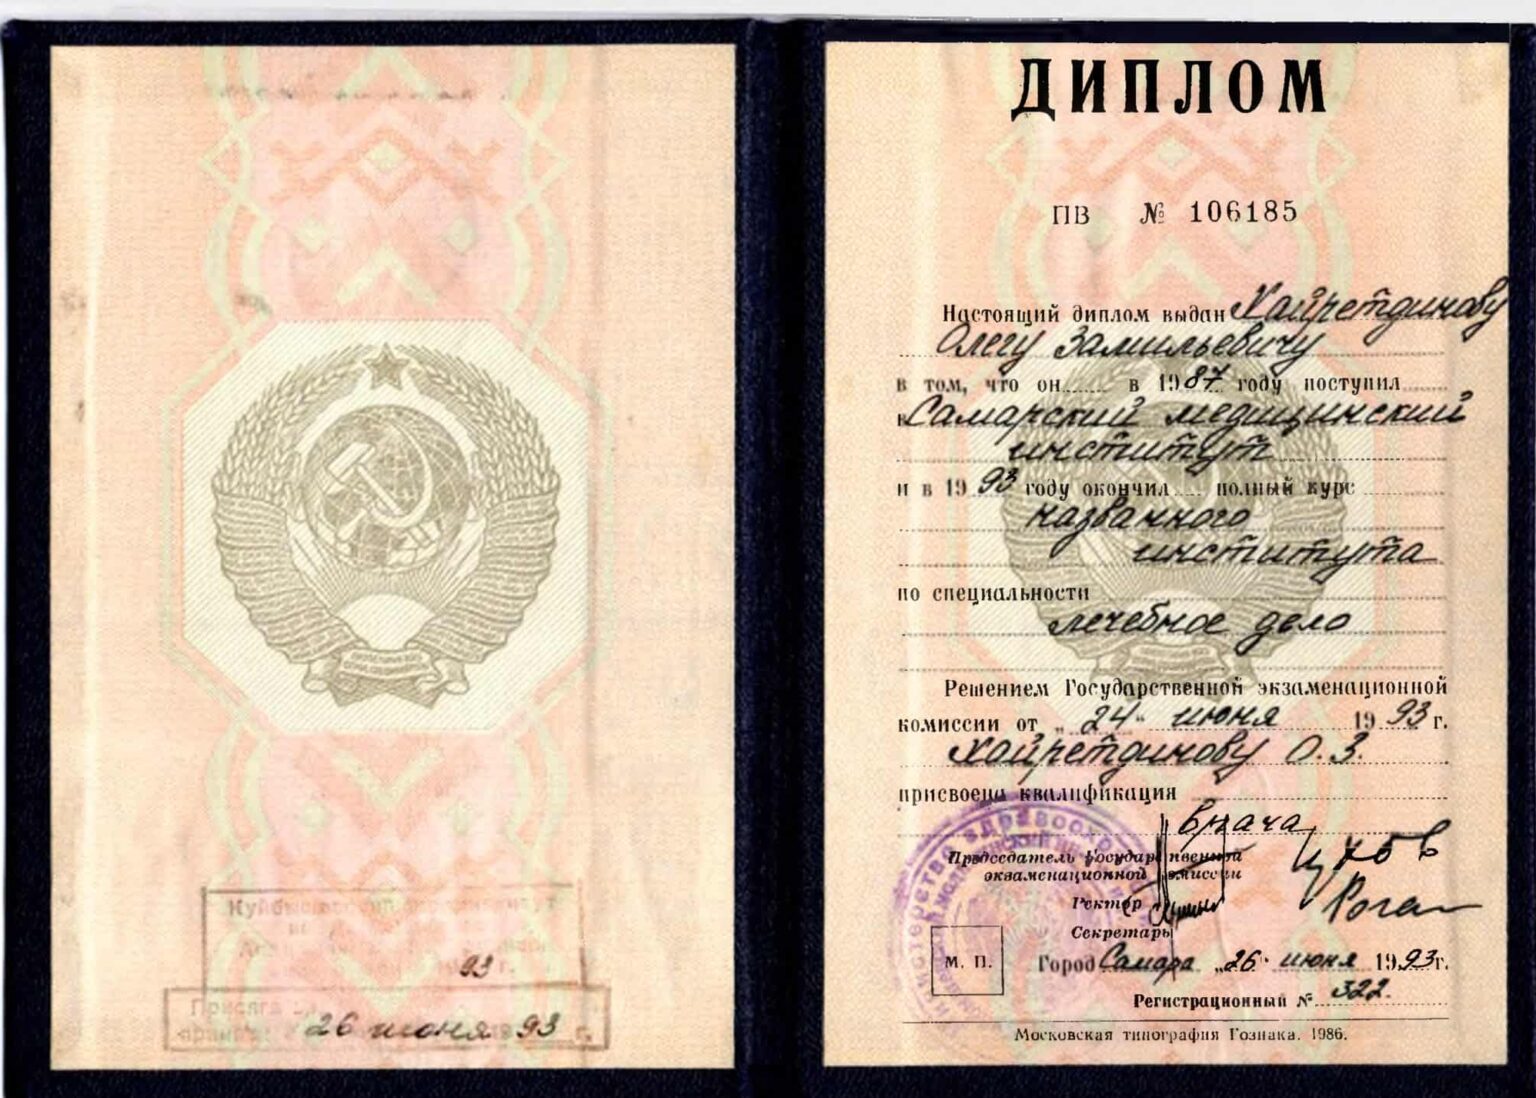 93 г.
Присяга
26 июня 93 г.
ДИПЛОМ
ПВ № 106185
Настоящий диплом выдан Хайретдинову
Олегу Замильевичу
в том, что он в 1987 году поступил
в Самарский медицинский
институт
и в 1993 году окончил полный курс
названного
института
по специальности
лечебное дело
Решением Государственной экзаменационной
комиссии от „24“ июня 1993 г.
Хайретдинову О. З.
присвоена квалификация
врача
Председатель Государственной
экзаменационной комиссии
Ректор
Секретарь
М. П. Город Самара „26“ июня 1993г.
Регистрационный № 322.
Московская типография Гознака. 1986.